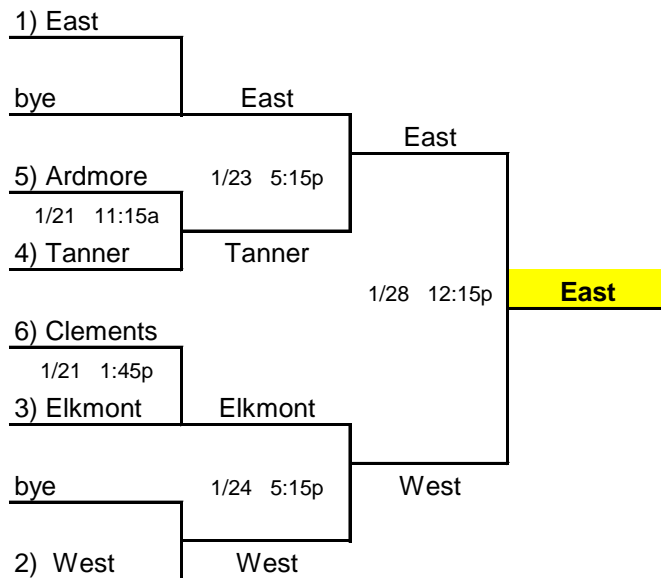 1) East
bye
East
East
5) Ardmore
1/23 5:15p
1/21 11:15a
4) Tanner
Tanner
1/28 12:15p
East
6) Clements
1/21 1:45p
3) Elkmont
Elkmont
bye
1/24 5:15p
West
2) West
West